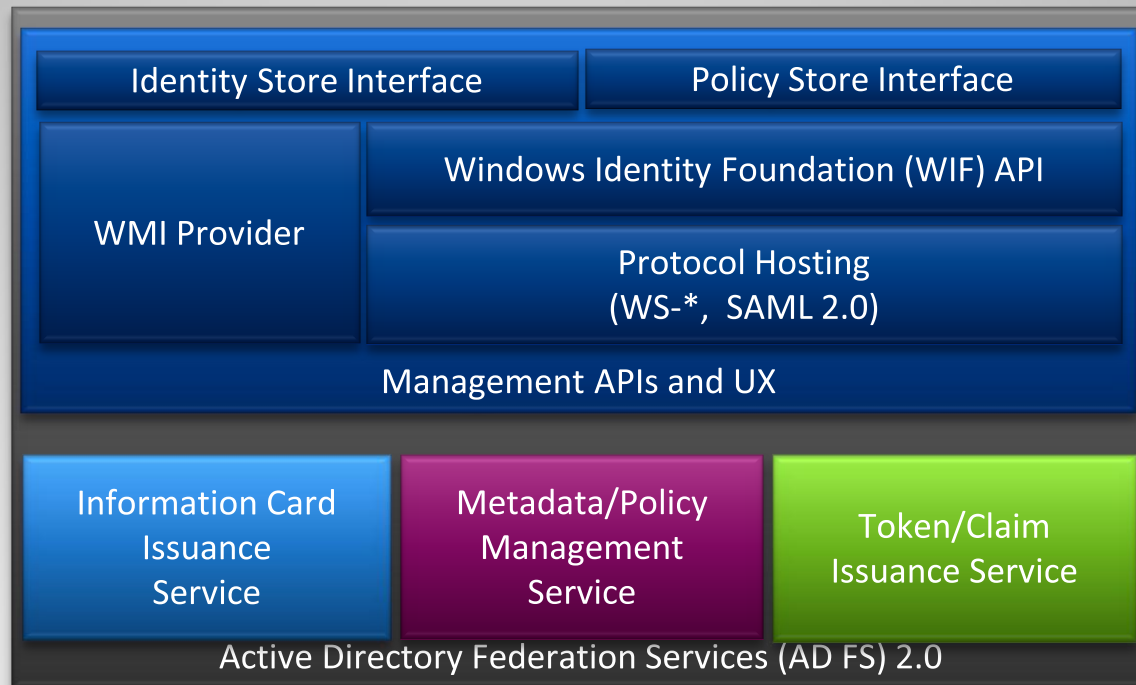 Identity Store Interface
Policy Store Interface
WMI Provider
Windows Identity Foundation (WIF) API
Protocol Hosting
(WS-*,  SAML 2.0)
Management APIs and UX
Information Card
Issuance
Service
Metadata/Policy
Management
Service
Token/Claim
Issuance Service
Active Directory Federation Services (AD FS) 2.0